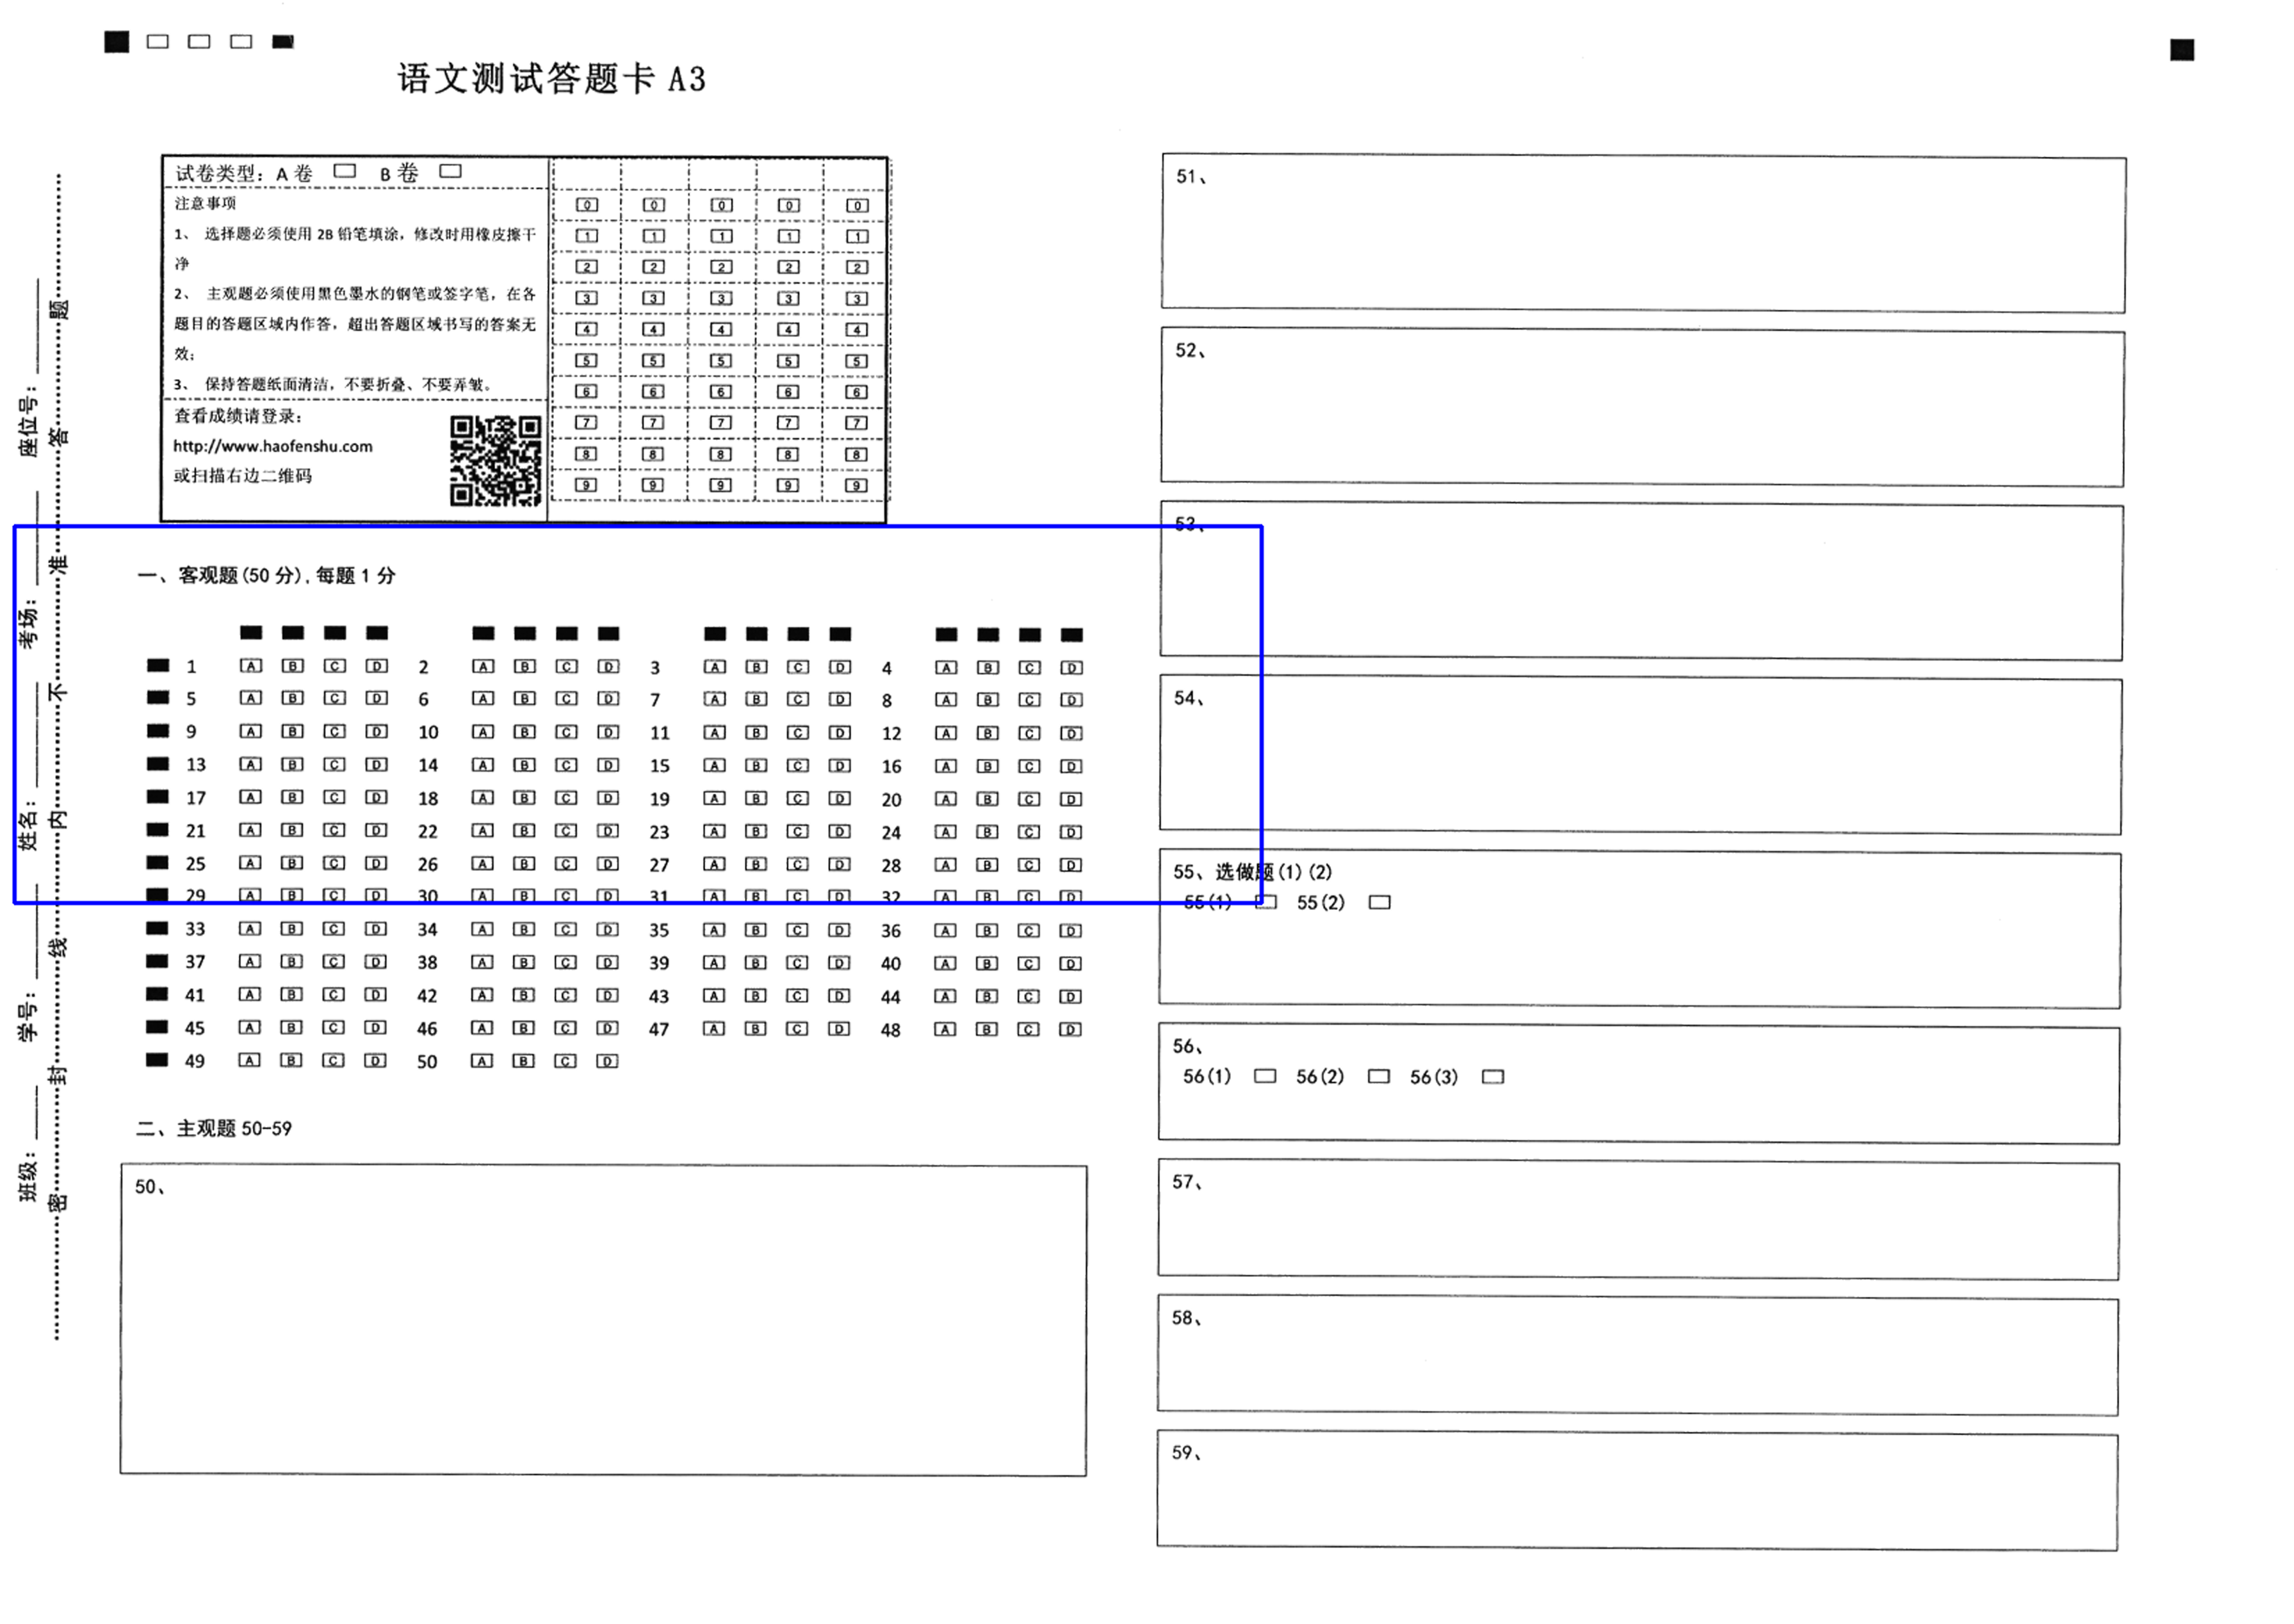 语文测试答题卡 A3
试卷类型：A 卷 B 卷
注意事项
1、 选择题必须使用 2B 铅笔填涂，修改时用橡皮擦干
净
2、 主观题必须使用黑色墨水的钢笔或签字笔，在各
题目的答题区域内作答，超出答题区域书写的答案无
效；
3、 保持答题纸面清洁，不要折叠、不要弄皱。
查看成绩请登录：
http://www.haofenshu.com
或扫描右边二维码
0 0 0 0 0
1 1 1 1 1
2 2 2 2 2
3 3 3 3 3
4 4 4 4 4
5 5 5 5 5
6 6 6 6 6
7 7 7 7 7
8 8 8 8 8
9 9 9 9 9
班级： 学号： 姓名： 考场： 座位号：
密 封 线 内 不 准 答 题
一、客观题(50 分)，每题 1 分
1 A B C D 2 A B C D 3 A B C D 4 A B C D
5 A B C D 6 A B C D 7 A B C D 8 A B C D
9 A B C D 10 A B C D 11 A B C D 12 A B C D
13 A B C D 14 A B C D 15 A B C D 16 A B C D
17 A B C D 18 A B C D 19 A B C D 20 A B C D
21 A B C D 22 A B C D 23 A B C D 24 A B C D
25 A B C D 26 A B C D 27 A B C D 28 A B C D
29 A B C D 30 A B C D 31 A B C D 32 A B C D
33 A B C D 34 A B C D 35 A B C D 36 A B C D
37 A B C D 38 A B C D 39 A B C D 40 A B C D
41 A B C D 42 A B C D 43 A B C D 44 A B C D
45 A B C D 46 A B C D 47 A B C D 48 A B C D
49 A B C D 50 A B C D
二、主观题 50-59
50、
51、
52、
53、
54、
55、选做题(1)(2)
55(1) 55(2)
56、
56(1) 56(2) 56(3)
57、
58、
59、